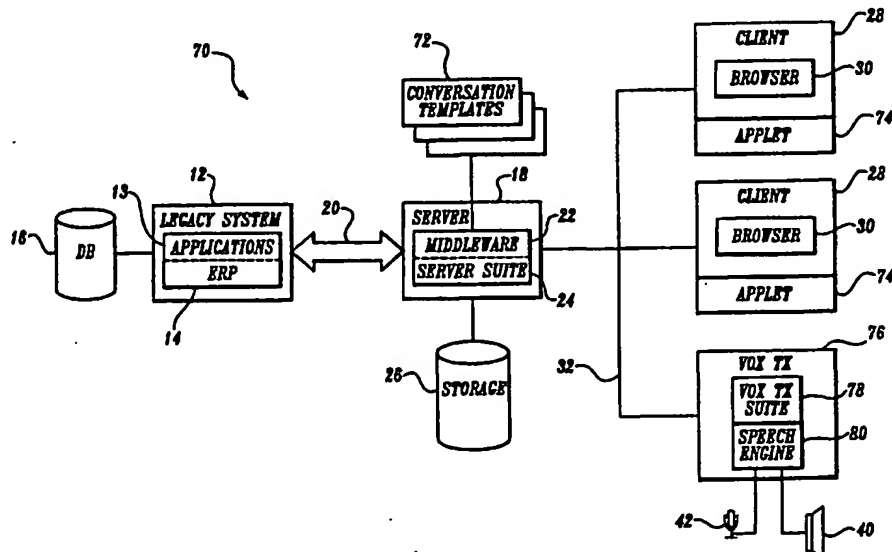 70
72
CONVERSATION
TEMPLATES
CLIENT
28
BROWSER
30
APPLET
74
13
12
LEGACY SYSTEM
APPLICATIONS
ERP
14
16
DB
20
18
SERVER
MIDDLEWARE
22
SERVER SUITE
24
26
STORAGE
CLIENT
28
BROWSER
30
APPLET
74
32
76
VOX TX
VOX TX
SUITE
78
SPEECH
ENGINE
80
42
40